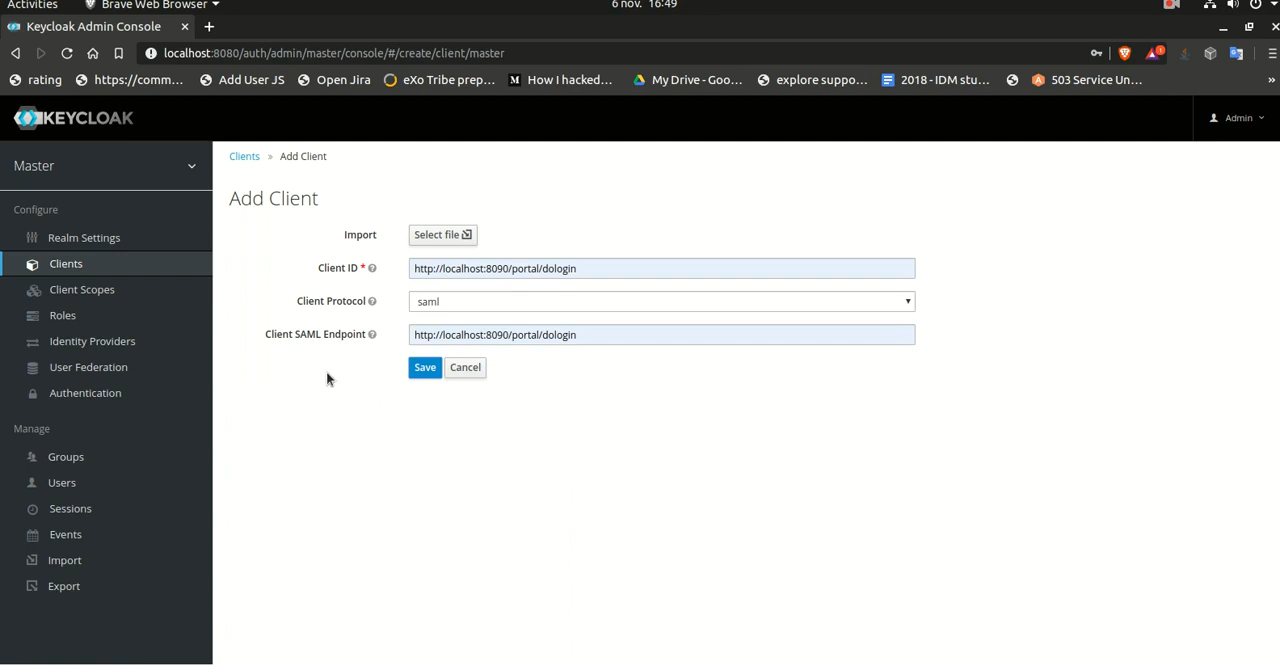 Activities Brave Web Browser 6 nov. 16:49
Keycloak Admin Console
localhost:8080/auth/admin/master/console/#/create/client/master
rating https://comm... Add User JS Open Jira eXo Tribe prep... How I hacked... My Drive - Goo... explore suppo... 2018 - IDM stu... 503 Service Un... »
KEYCLOAK
Admin
Master
Configure
Realm Settings
Clients
Client Scopes
Roles
Identity Providers
User Federation
Authentication
Manage
Groups
Users
Sessions
Events
Import
Export
Clients » Add Client
Add Client
Import Select file
Client ID * http://localhost:8090/portal/dologin
Client Protocol saml
Client SAML Endpoint http://localhost:8090/portal/dologin
Save Cancel